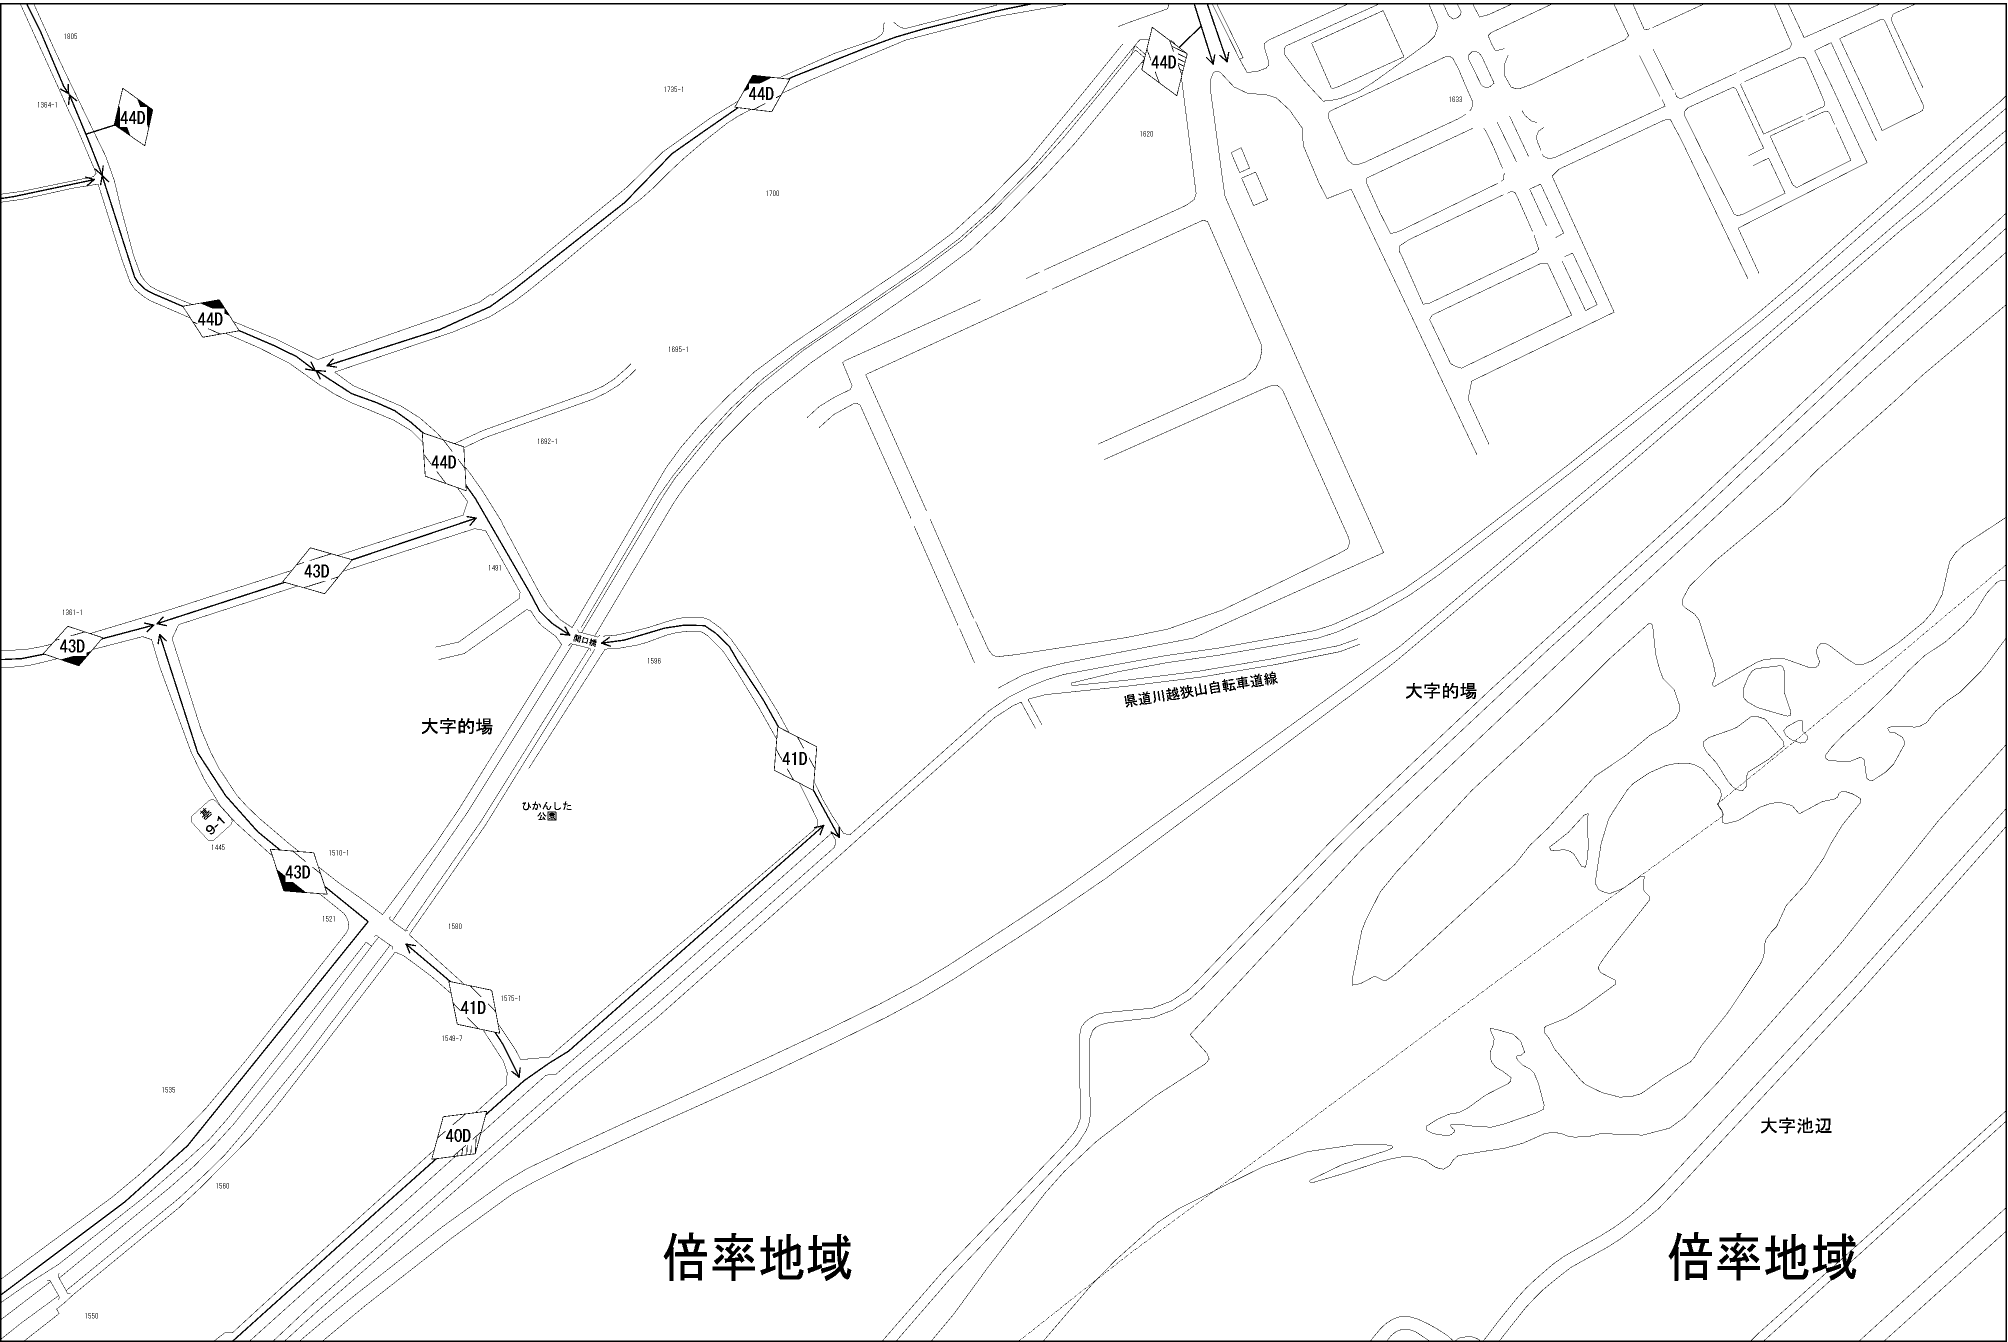 1805
1364-1
44D
44D
1735-1
44D
1620
1633
44D
1700
44D
1695-1
44D
1692-1
43D
1491
1361-1
43D
関口橋
1596
県道川越狭山自転車道線
大字的場
大字的場
41D
ひかんした
公園
基
9-1
1445
1510-1
43D
1521
1580
41D
1575-1
1549-7
1535
40D
大字池辺
1560
倍率地域
倍率地域
1550